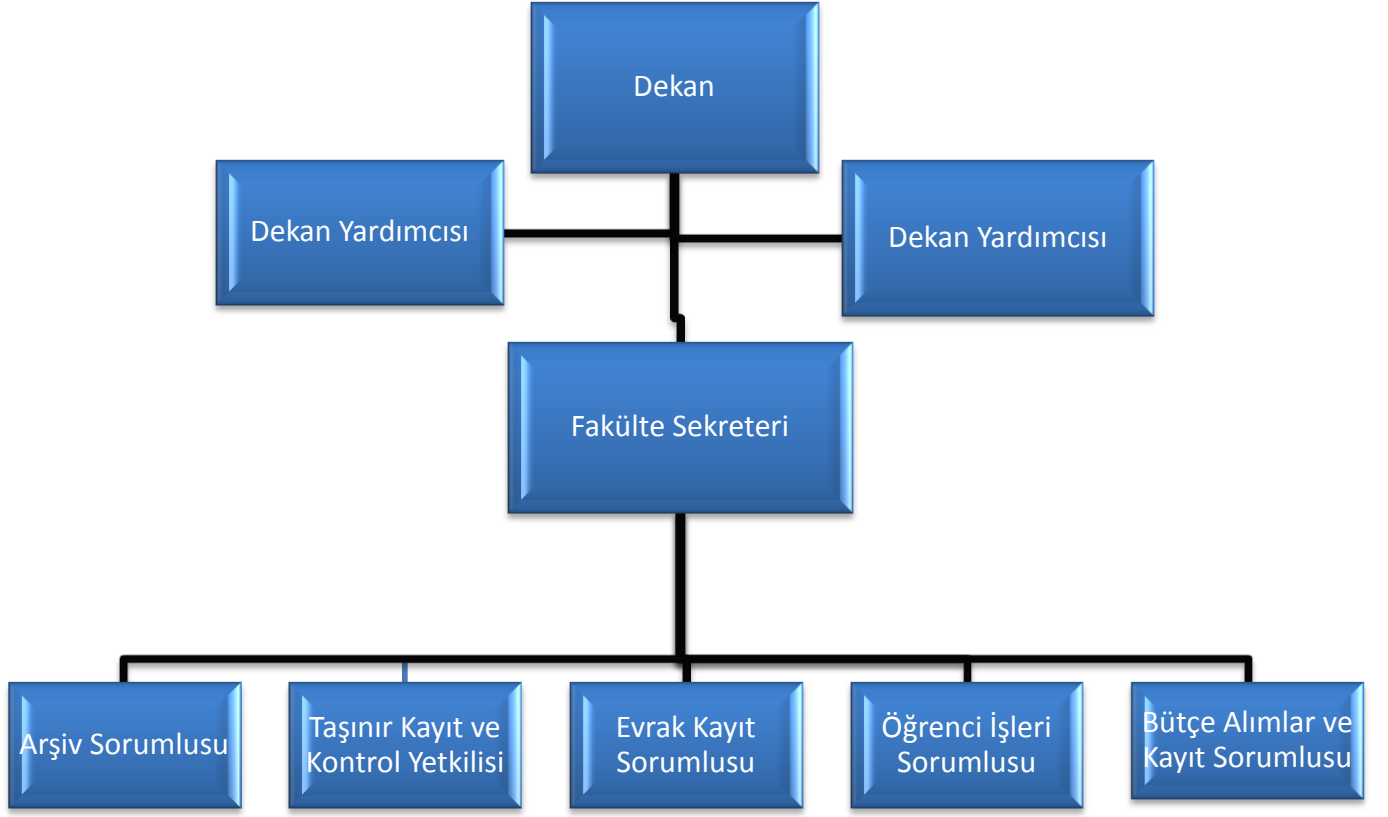 Dekan
Dekan Yardımcısı
Dekan Yardımcısı
Fakülte Sekreteri
Arşiv Sorumlusu
Taşınır Kayıt ve
Kontrol Yetkilisi
Evrak Kayıt
Sorumlusu
Öğrenci İşleri
Sorumlusu
Bütçe Alımlar ve
Kayıt Sorumlusu